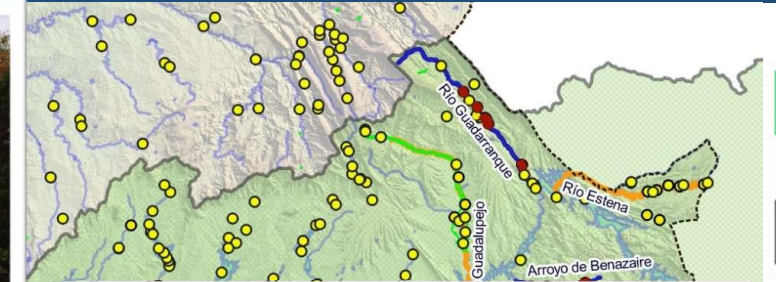 Río Guadarranque
Río Estena
Guadalupejo
Arroyo de Benazaire